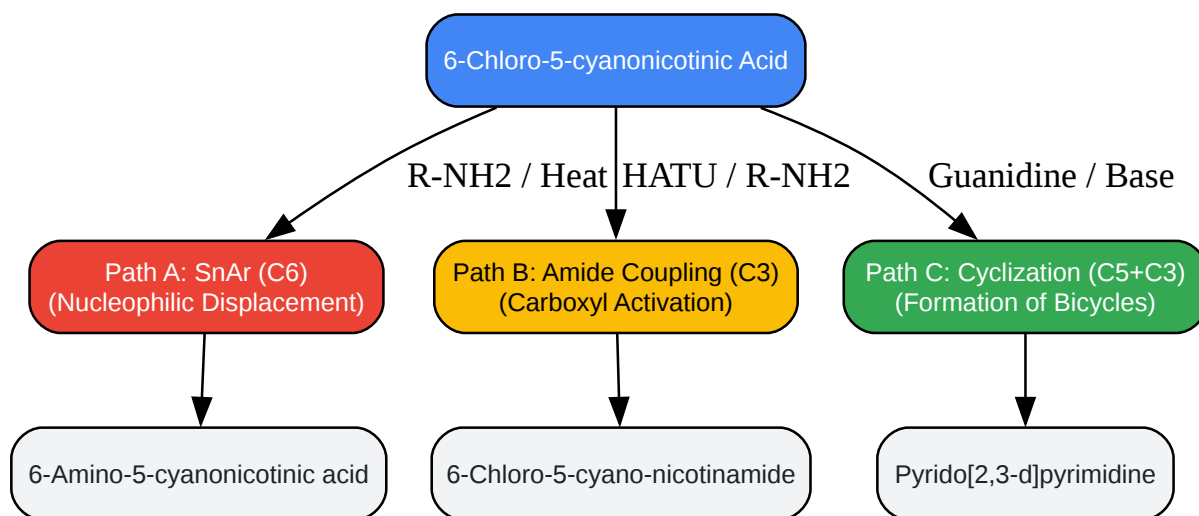 6-Chloro-5-cyanonicotinic Acid
R-NH2 / Heat
HATU / R-NH2
Guanidine / Base
Path A: SnAr (C6)
(Nucleophilic Displacement)
Path B: Amide Coupling (C3)
(Carboxyl Activation)
Path C: Cyclization (C5+C3)
(Formation of Bicycles)
6-Amino-5-cyanonicotinic acid
6-Chloro-5-cyano-nicotinamide
Pyrido[2,3-d]pyrimidine